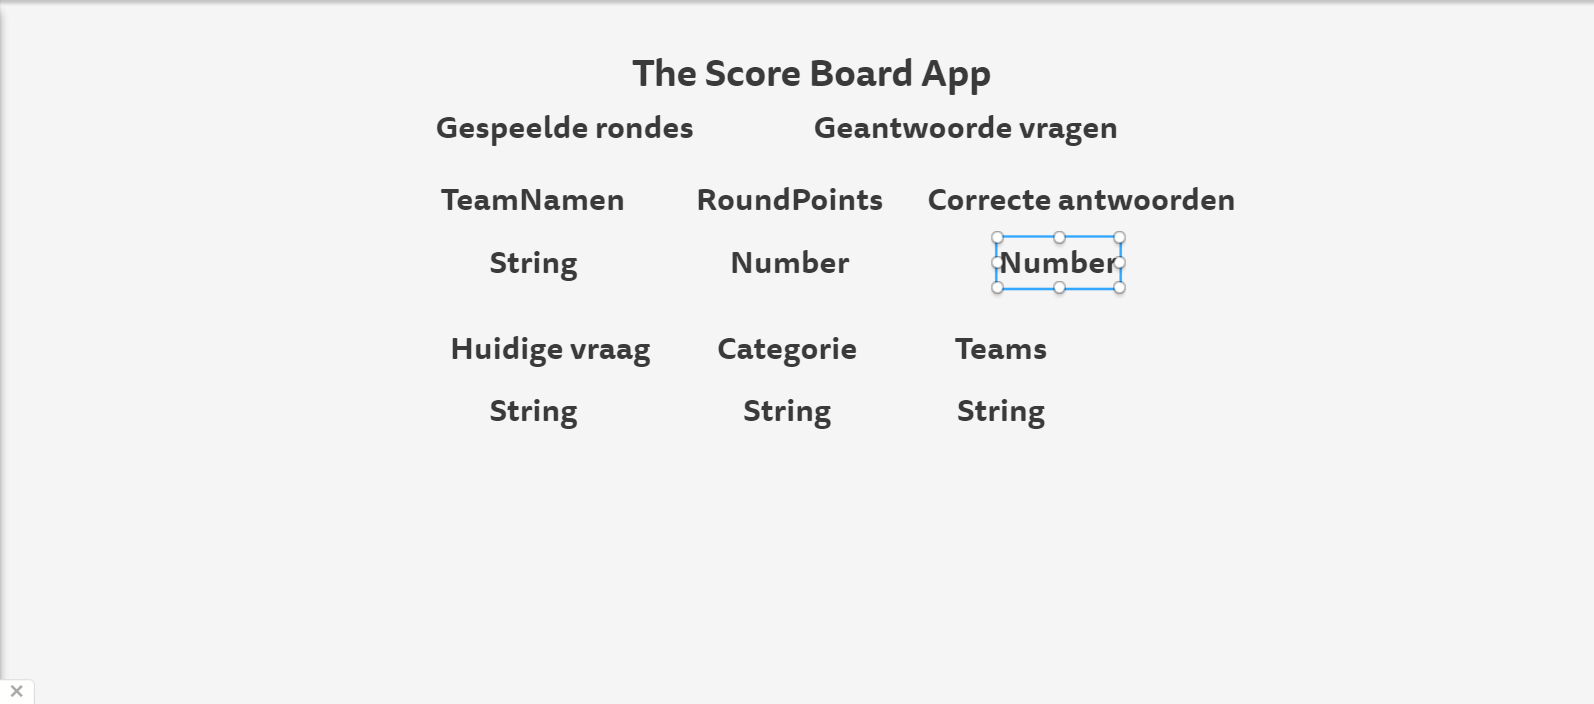 The Score Board App
Gespeelde rondes Geantwoorde vragen
TeamNamen RoundPoints Correcte antwoorden
String Number Number
Huidige vraag Categorie Teams
String String String